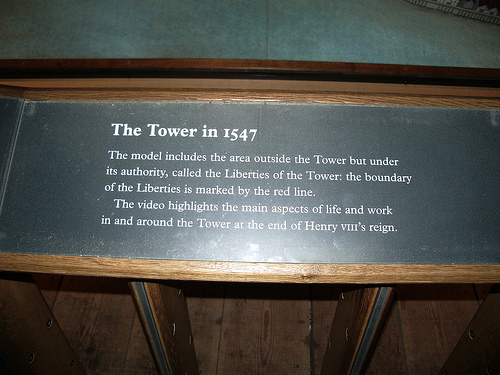 The Tower in 1547
The model includes the area outside the Tower but under
its authority, called the Liberties of the Tower: the boundary
of the Liberties is marked by the red line.
The video highlights the main aspects of life and work
in and around the Tower at the end of Henry VIII's reign.